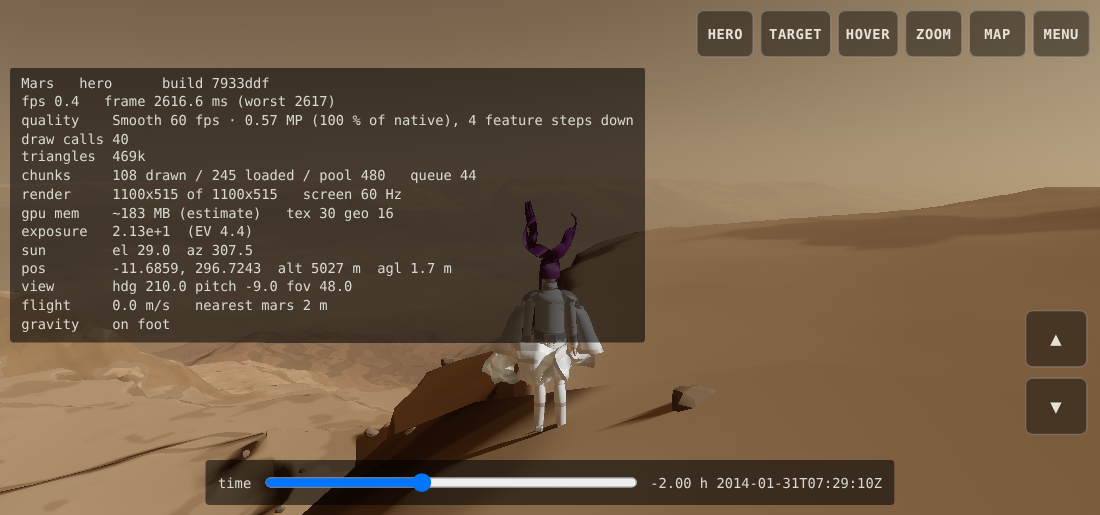 HERO TARGET HOVER ZOOM MAP MENU
Mars hero build 7933ddf
fps 0.4 frame 2616.6 ms (worst 2617)
quality Smooth 60 fps · 0.57 MP (100 % of native), 4 feature steps down
draw calls 40
triangles 469k
chunks 108 drawn / 245 loaded / pool 480 queue 44
render 1100x515 of 1100x515 screen 60 Hz
gpu mem ~183 MB (estimate) tex 30 geo 16
exposure 2.13e+1 (EV 4.4)
sun el 29.0 az 307.5
pos -11.6859, 296.7243 alt 5027 m agl 1.7 m
view hdg 210.0 pitch -9.0 fov 48.0
flight 0.0 m/s nearest mars 2 m
gravity on foot
▲
▼
time -2.00 h 2014-01-31T07:29:10Z